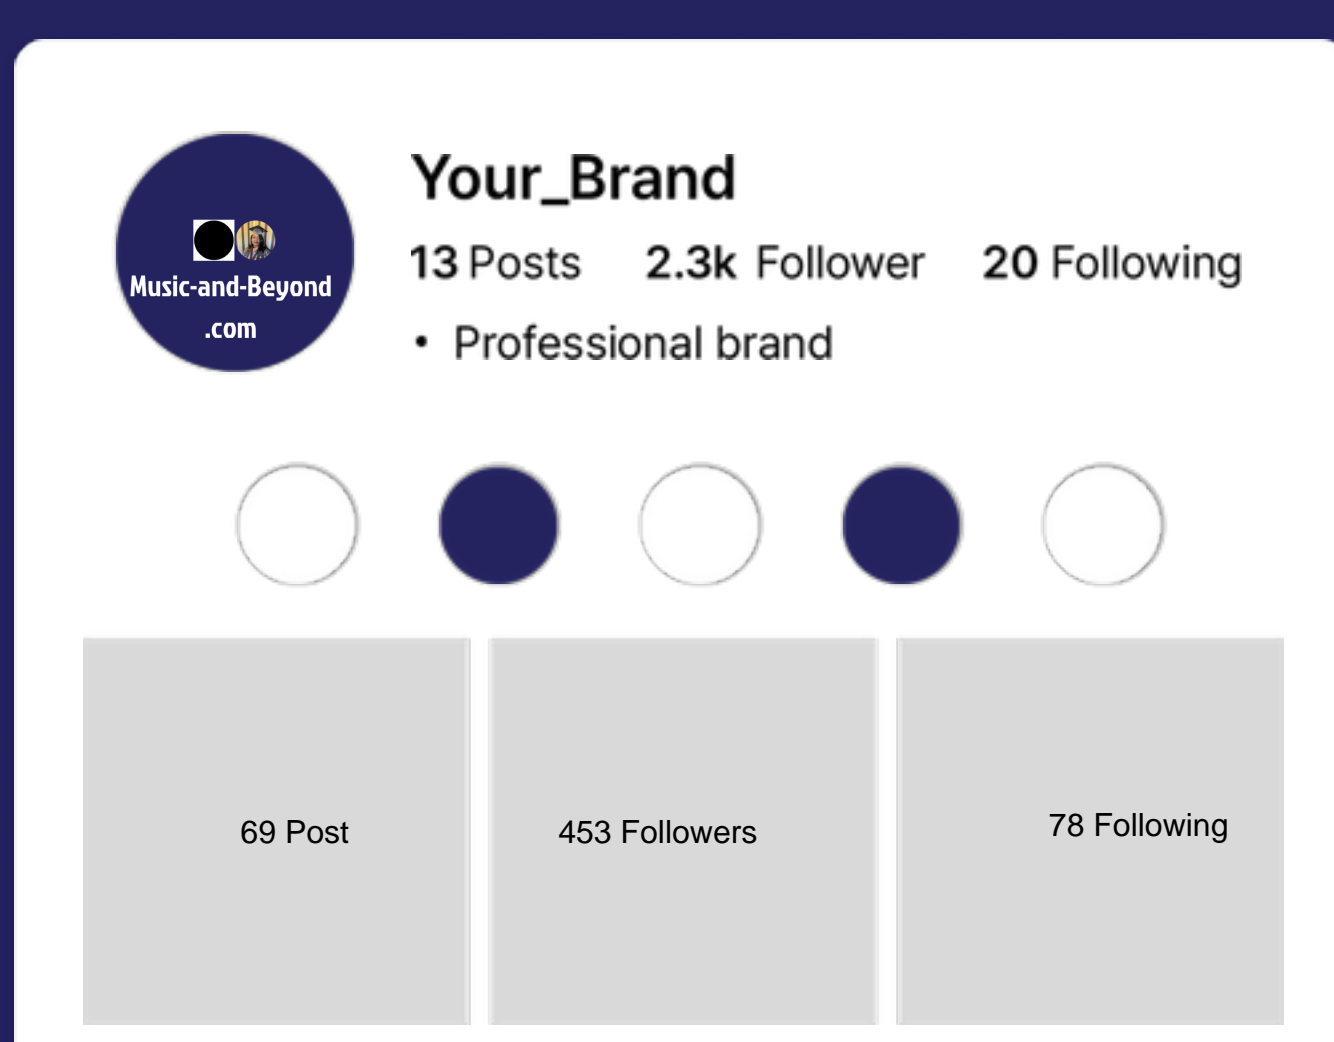 Your_Brand
13 Posts 2.3k Follower 20 Following
• Professional brand
Music-and-Beyond
.com
69 Post 453 Followers 78 Following